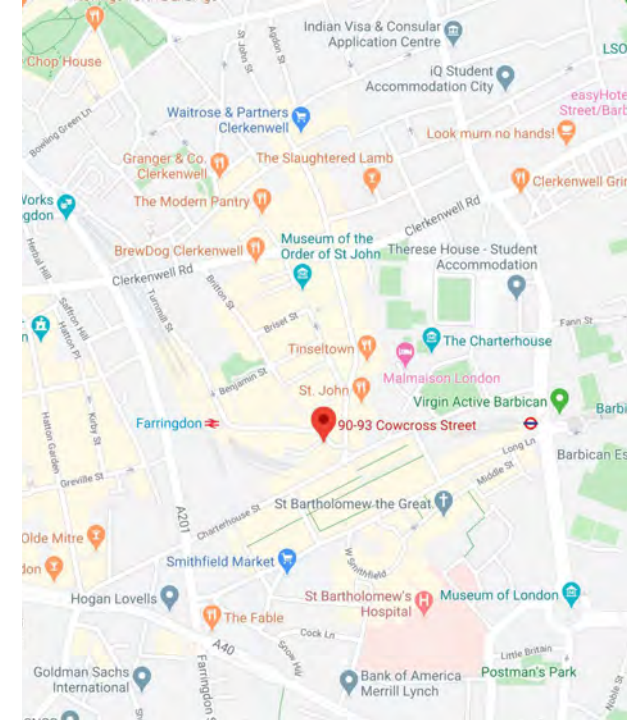 Indian Visa & Consular
Application Centre
St John St
Agdon St
LSO
Chop House
iQ Student
Accommodation City
easyHote
Street/Barb
Waitrose & Partners
Clerkenwell
Bowling Green Ln
Look mum no hands!
Granger & Co.
Clerkenwell
The Slaughtered Lamb
Clerkenwell Grin
Works
gdon
The Modern Pantry
Clerkenwell Rd
Museum of the
Order of St John
BrewDog Clerkenwell
Therese House - Student
Accommodation
Herbal Hill
Clerkenwell Rd
Turnmill St
Britton St
Saffron Hill
Hatton Pl
Briset St
Fann St
n
The Charterhouse
Tinseltown
Malmaison London
Benjamin St
St. John
Virgin Active Barbican
Kirby St
Hatton Garden
Farringdon
90-93 Cowcross Street
Barbi
Long Ln
Barbican Es
Middle St
Greville St
A201
St Bartholomew the Great
Charterhouse St
Olde Mitre
W Smithfield
Smithfield Market
don
Hogan Lovells
St Bartholomew's
Hospital
Museum of London
The Fable
Cock Ln
A40
Snow Hill
Little Britain
Goldman Sachs
International
Farringdon S
Bank of America
Merrill Lynch
Postman's Park
Noble St